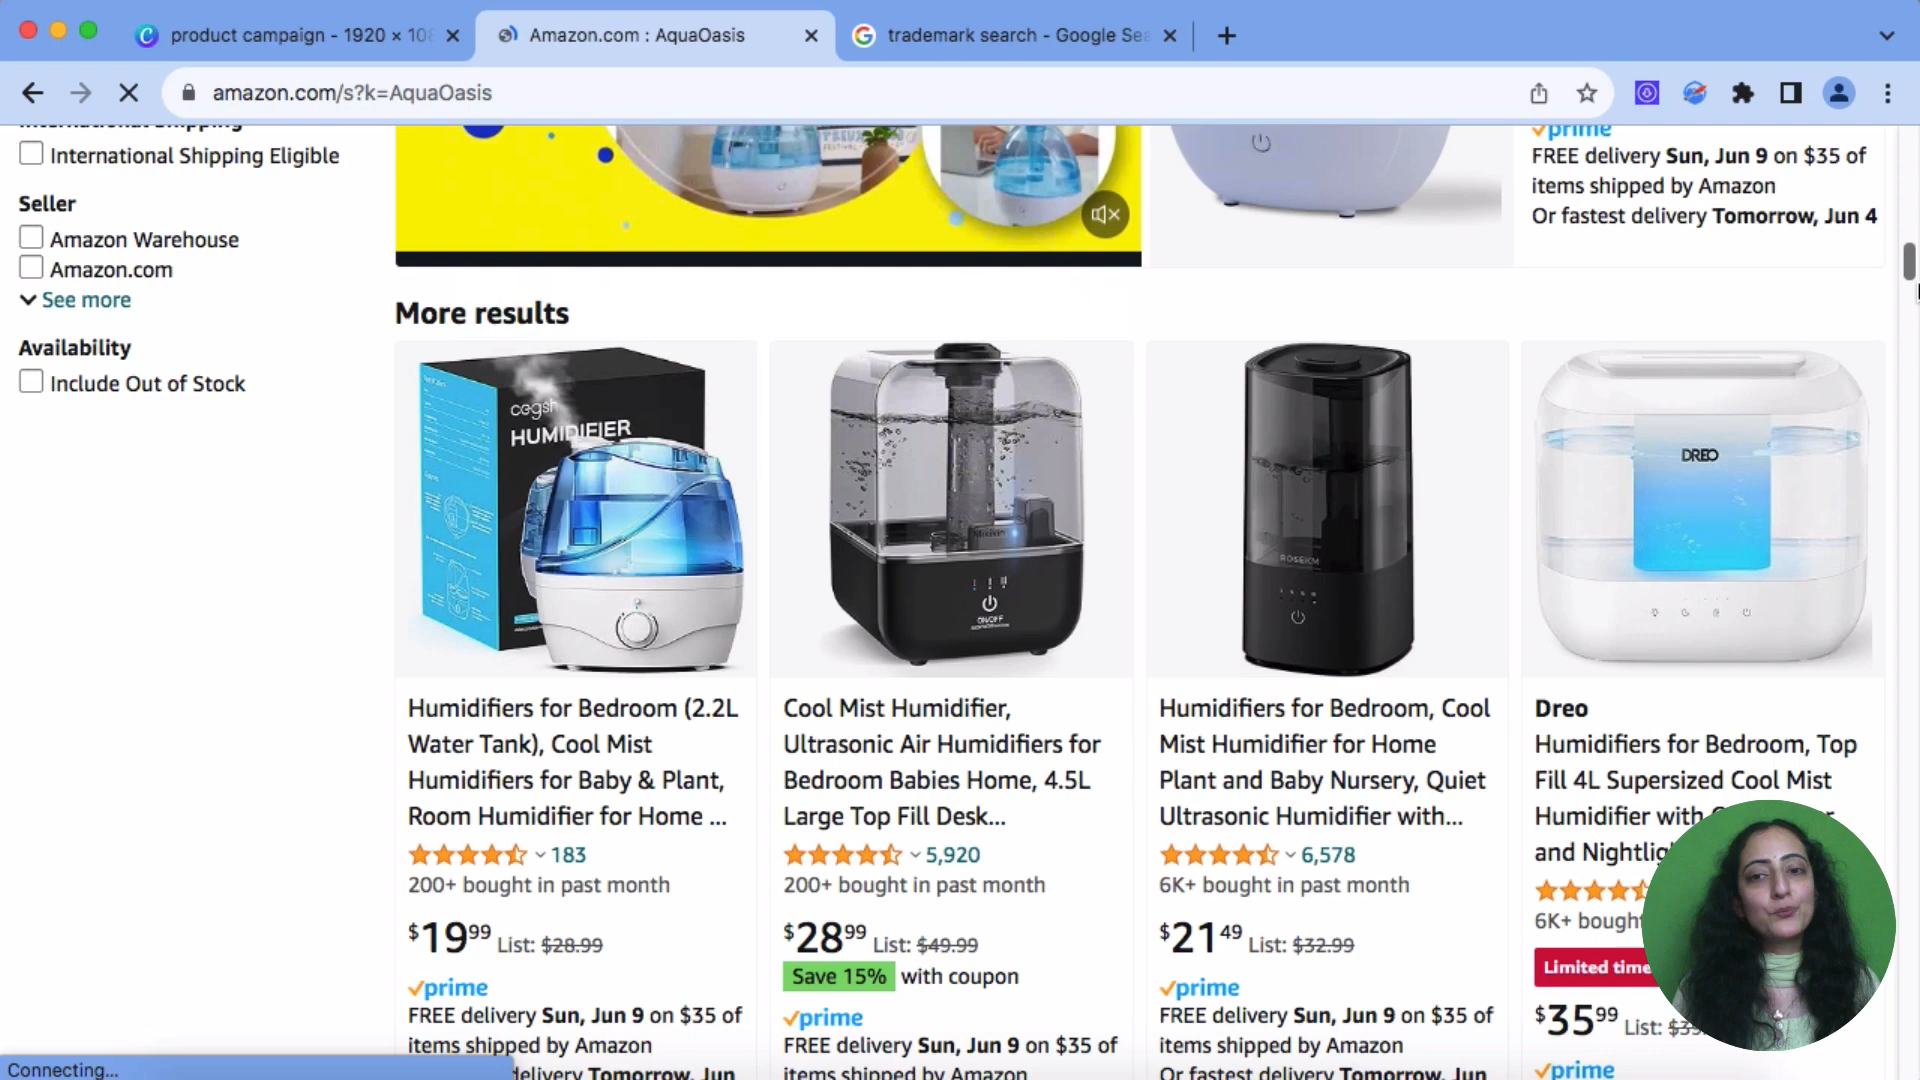 product campaign - 1920 × 108
Amazon.com : AquaOasis
trademark search - Google Sea
amazon.com/s?k=AquaOasis
International Shipping
International Shipping Eligible
Seller
Amazon Warehouse
Amazon.com
See more
Availability
Include Out of Stock
prime
FREE delivery Sun, Jun 9 on $35 of
items shipped by Amazon
Or fastest delivery Tomorrow, Jun 4
More results
HUMIDIFIER
ON/OFF
ROSEKM
DREO
Humidifiers for Bedroom (2.2L
Water Tank), Cool Mist
Humidifiers for Baby & Plant,
Room Humidifier for Home ...
183
200+ bought in past month
$19.99 List: $28.99
prime
FREE delivery Sun, Jun 9 on $35 of
items shipped by Amazon
delivery Tomorrow, Jun
Cool Mist Humidifier,
Ultrasonic Air Humidifiers for
Bedroom Babies Home, 4.5L
Large Top Fill Desk...
5,920
200+ bought in past month
$28.99 List: $49.99
Save 15% with coupon
prime
FREE delivery Sun, Jun 9 on $35 of
items shipped by Amazon
Humidifiers for Bedroom, Cool
Mist Humidifier for Home
Plant and Baby Nursery, Quiet
Ultrasonic Humidifier with...
6,578
6K+ bought in past month
$21.49 List: $32.99
prime
FREE delivery Sun, Jun 9 on $35 of
items shipped by Amazon
Or fastest delivery Tomorrow, Jun
Dreo
Humidifiers for Bedroom, Top
Fill 4L Supersized Cool Mist
Humidifier with
and
6K+ bought
Limited time
$35.99 List:
prime
Connecting...